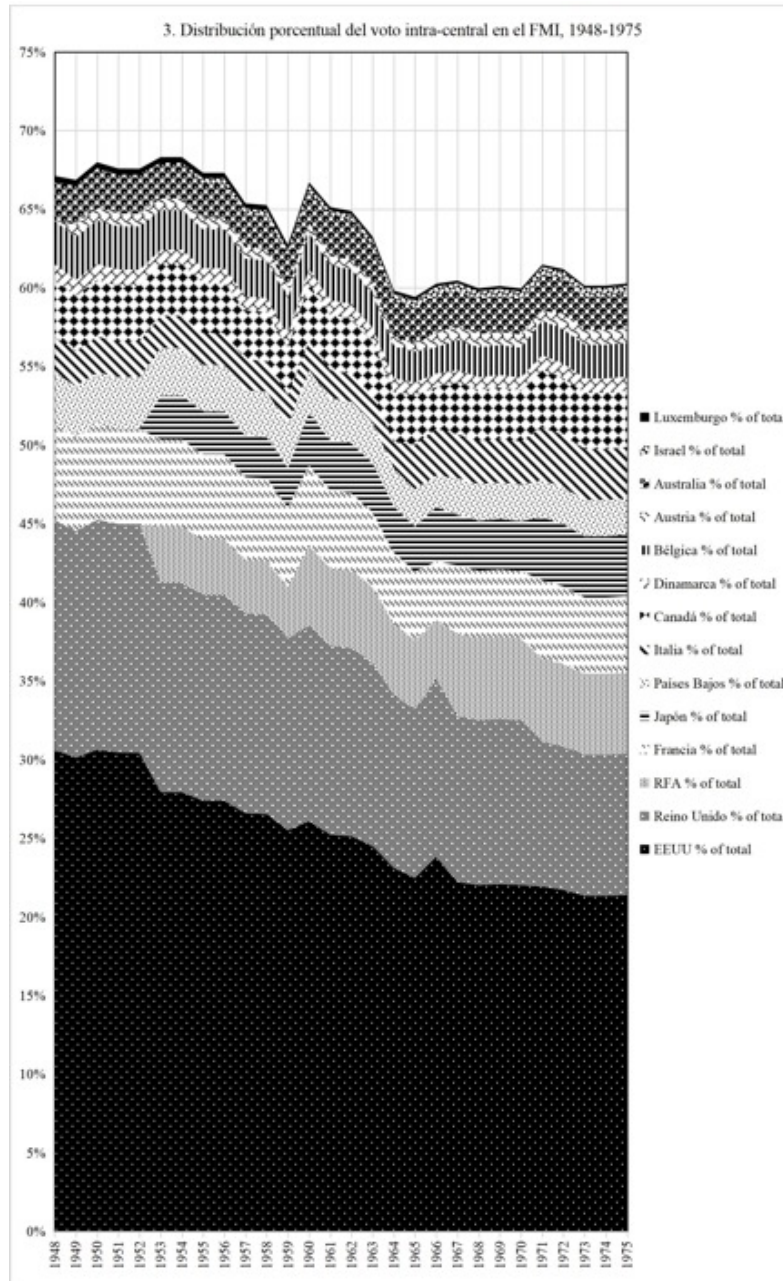 3. Distribución porcentual del voto intra-central en el FMI, 1948-1975
75%
70%
65%
60%
55%
50%
45%
40%
35%
30%
25%
20%
15%
10%
5%
0%
1948
1949
1950
1951
1952
1953
1954
1955
1956
1957
1958
1959
1960
1961
1962
1963
1964
1965
1966
1967
1968
1969
1970
1971
1972
1973
1974
1975
Luxemburgo % of tota
Israel % of total
Australia % of total
Austria % of total
Bélgica % of total
Dinamarca % of total
Canadá % of total
Italia % of total
Países Bajos % of total
Japón % of total
Francia % of total
RFA % of total
Reino Unido % of tota
EEUU % of total